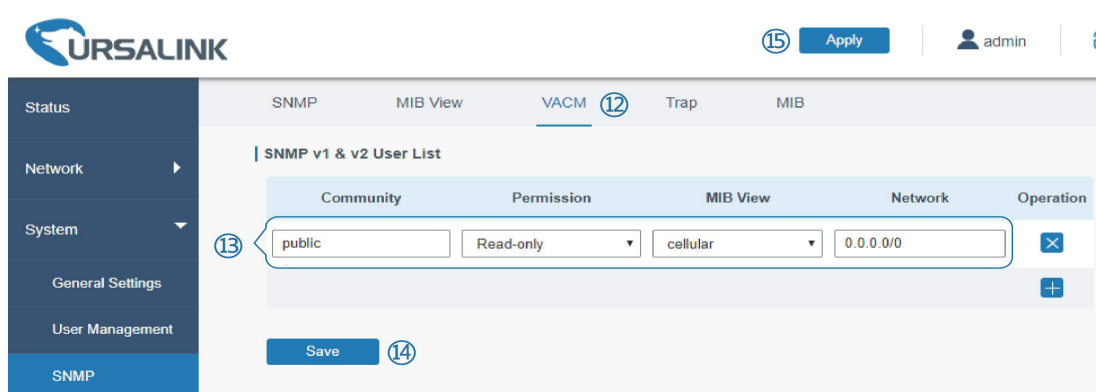 URSALINK
⑮ Apply admin
Status
SNMP MIB View VACM ⑫ Trap MIB
SNMP v1 & v2 User List
Network
Community Permission MIB View Network Operation
System
⑬ public Read-only cellular 0.0.0.0/0
General Settings
User Management
Save ⑭
SNMP